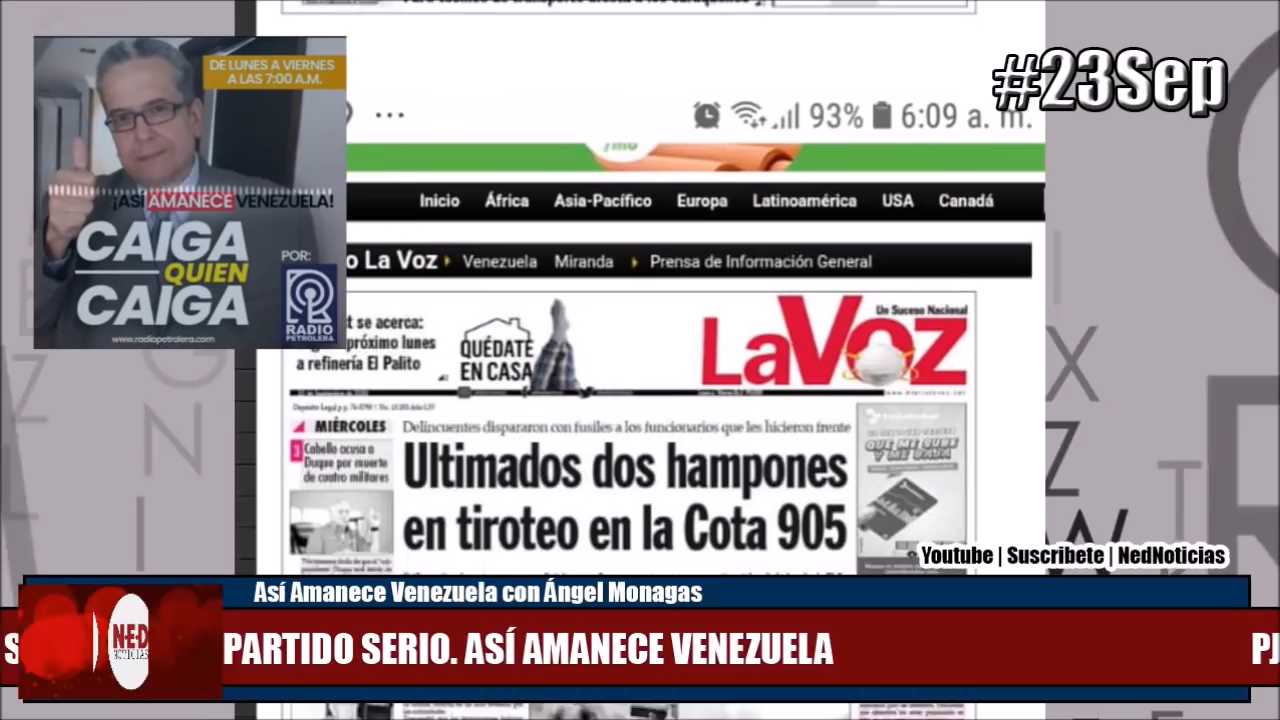 #23Sep
DE LUNES A VIERNES
A LAS 7:00 A.M.
93% 6:09 a. m.
¡ASÍ AMANECE VENEZUELA!
CAIGA
QUIEN
CAIGA
POR:
RADIO
PETROLERA
www.radiopetrolera.com
Inicio África Asia-Pacífico Europa Latinoamérica USA Canadá
o La Voz Venezuela Miranda Prensa de Información General
se acerca:
próximo lunes
a refinería El Palito
QUÉDATE
EN CASA
Un Suceso Nacional
LaVoz
MIÉRCOLES
3 Cabello acusa a
Duque por muerte
de cuatro militares
Delincuentes dispararon con fusiles a los funcionarios que les hicieron frente
Ultimados dos hampones
en tiroteo en la Cota 905
QUE ME SUBE
Y ME BAJA
Youtube | Suscribete | NedNoticias
Así Amanece Venezuela con Ángel Monagas
NED
NOTICIAS
S PARTIDO SERIO. ASÍ AMANECE VENEZUELA PJ